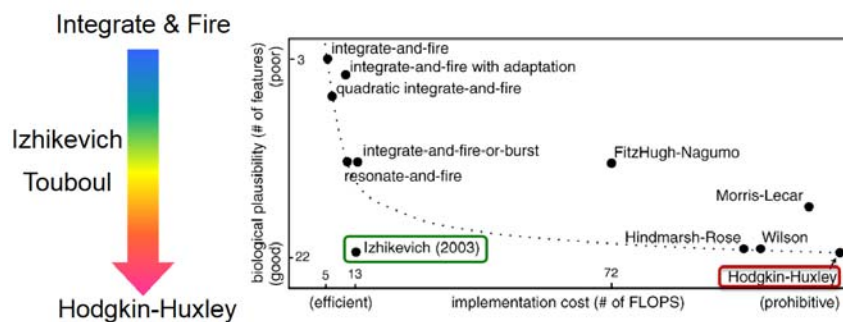 Integrate & Fire
Izhikevich
Touboul
Hodgkin-Huxley
biological plausibility (# of features)
(poor)
(good)
3
22
integrate-and-fire
integrate-and-fire with adaptation
quadratic integrate-and-fire
integrate-and-fire-or-burst
resonate-and-fire
FitzHugh-Nagumo
Morris-Lecar
Hindmarsh-Rose
Wilson
Izhikevich (2003)
Hodgkin-Huxley
5
13
72
(efficient)
implementation cost (# of FLOPS)
(prohibitive)